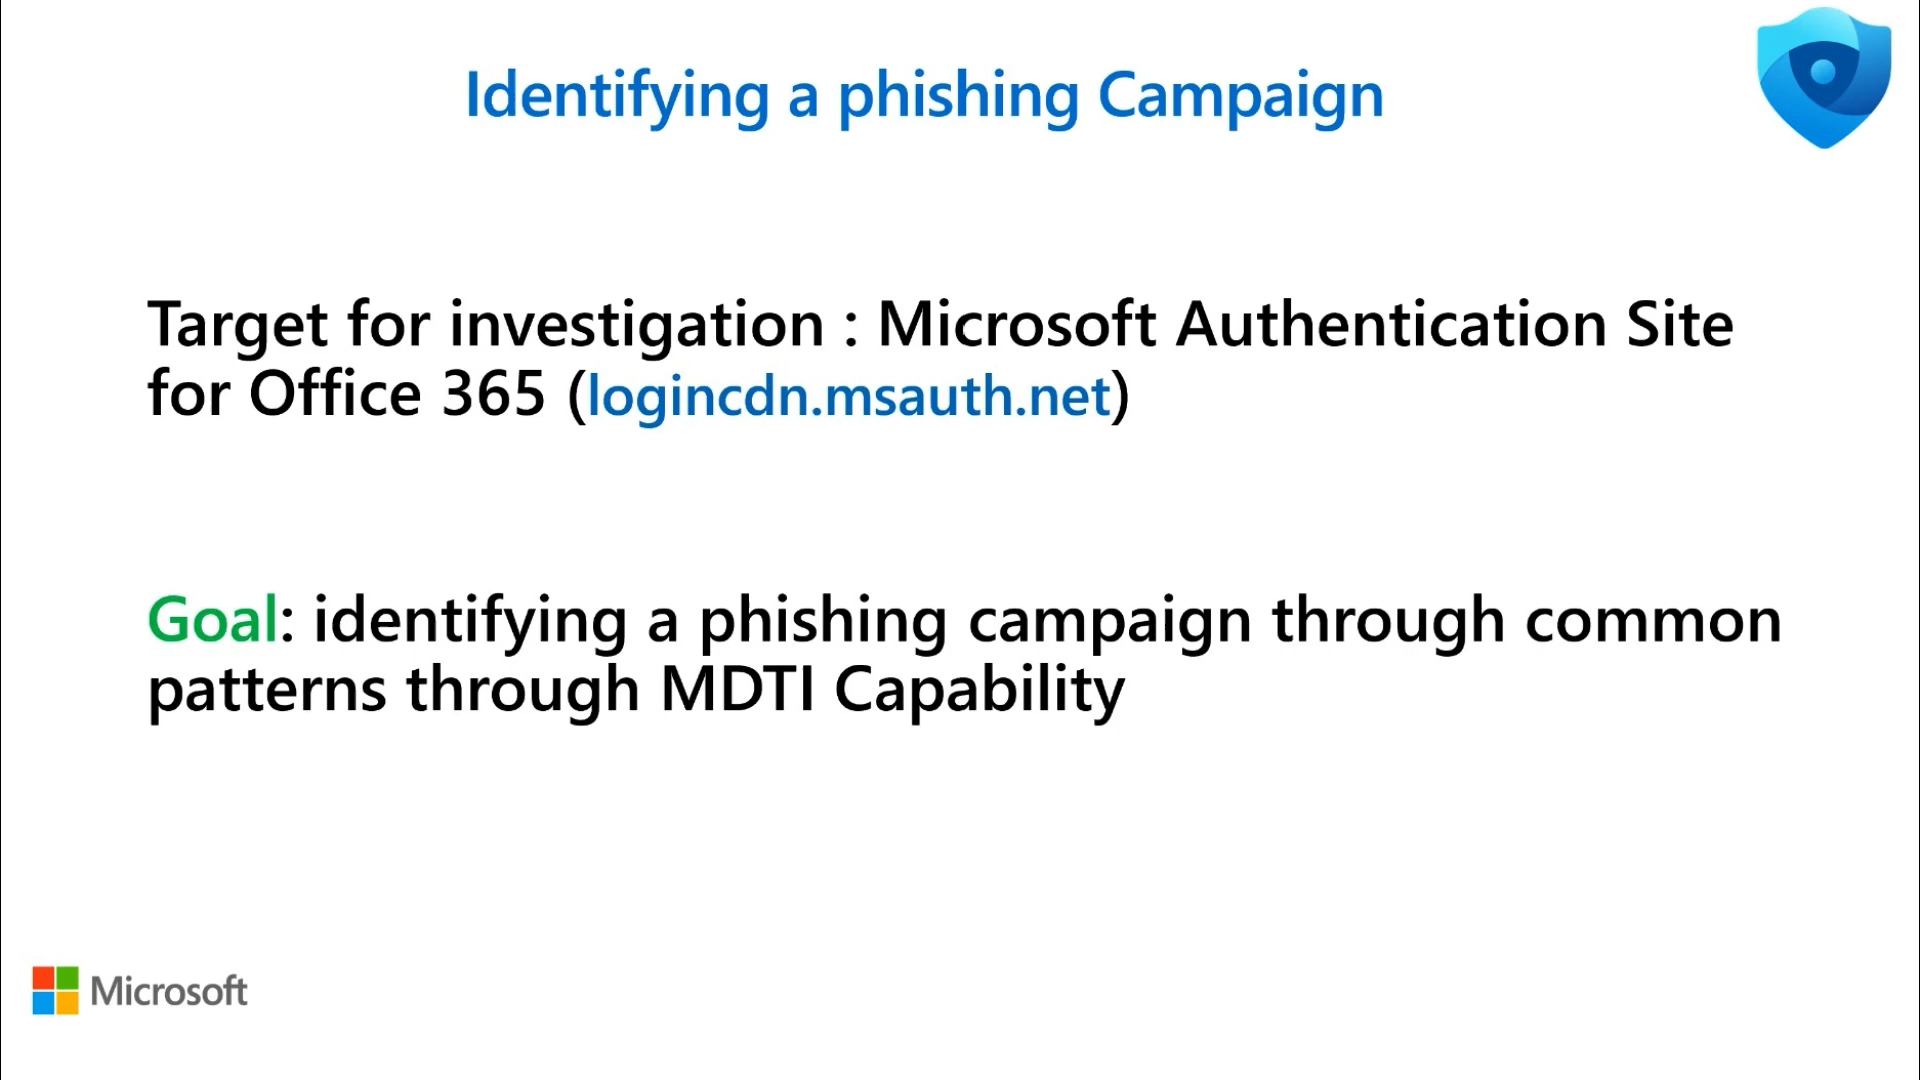 Identifying a phishing Campaign
Target for investigation : Microsoft Authentication Site
for Office 365 (logincdn.msauth.net)
Goal: identifying a phishing campaign through common
patterns through MDTI Capability
Microsoft